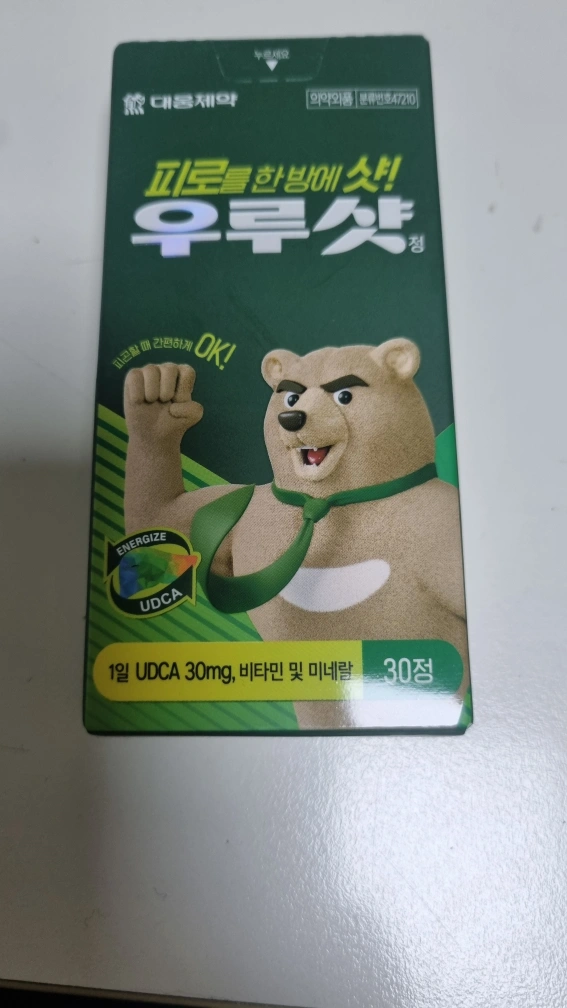 누르세요
대웅제약
의약외품 분류번호47210
피로를 한 방에 샷!
우루샷정
피곤할 때 간편하게 OK!
ENERGIZE
UDCA
1일 UDCA 30mg, 비타민 및 미네랄 30정